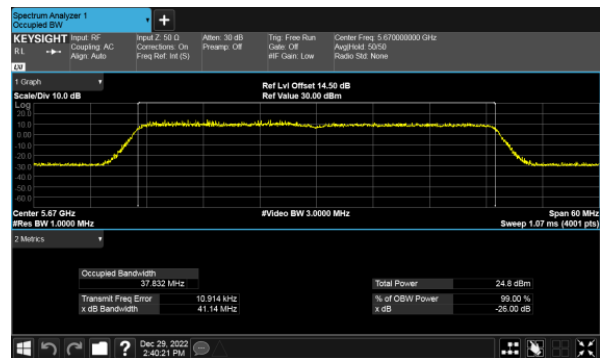 Spectrum Analyzer 1
Occupied BW
KEYSIGHT Input: RF Input Z: 50 Ω Atten: 30 dB Trig: Free Run Center Freq: 5.670000000 GHz
RL Coupling: AC Corrections: On Preamp: Off Gate: Off Avg|Hold: 50/50
Align: Auto Freq Ref: Int (S) #IF Gain: Low Radio Std: None
LXI
1 Graph
Ref Lvl Offset 14.50 dB
Scale/Div 10.0 dB Ref Value 30.00 dBm
Log
20.0
10.0
0.00
-10.0
-20.0
-30.0
-40.0
-50.0
-60.0
Center 5.67 GHz #Video BW 3.0000 MHz Span 60 MHz
#Res BW 1.0000 MHz Sweep 1.07 ms (4001 pts)
2 Metrics
Occupied Bandwidth
37.832 MHz Total Power 24.8 dBm
Transmit Freq Error 10.914 kHz % of OBW Power 99.00 %
x dB Bandwidth 41.14 MHz x dB -26.00 dB
? Dec 29, 2022
2:40:21 PM